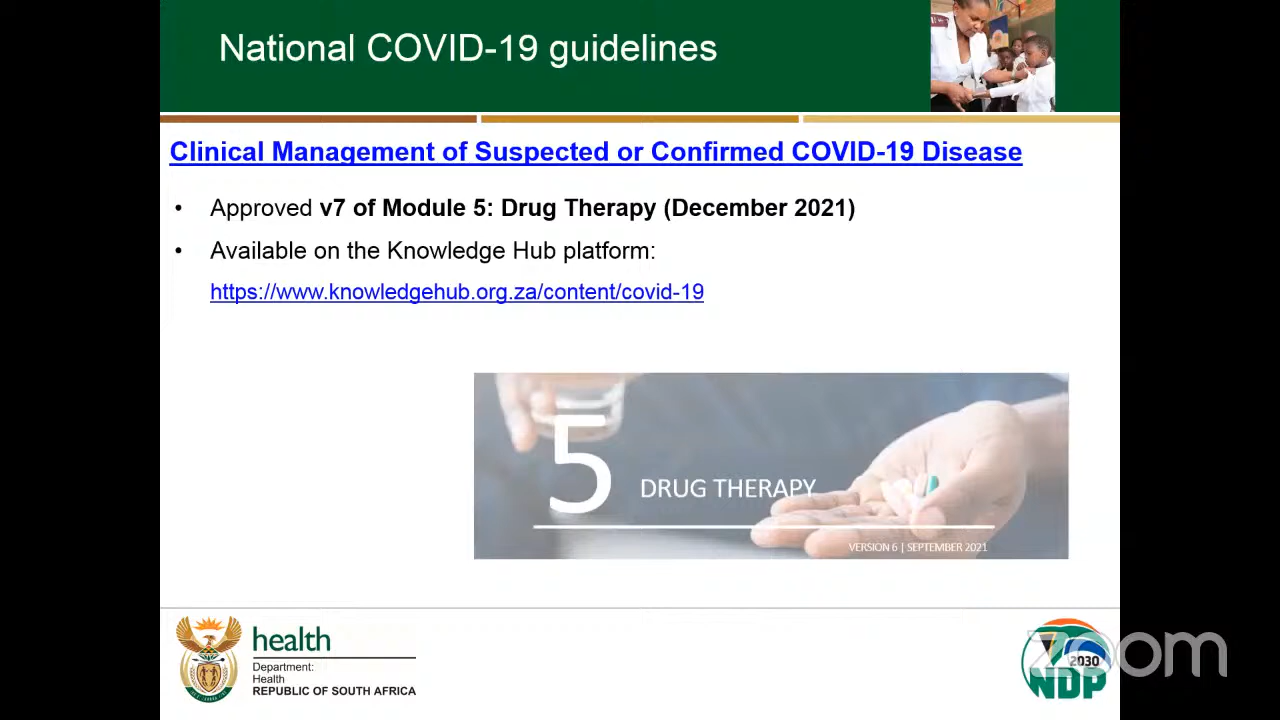 National COVID-19 guidelines
Clinical Management of Suspected or Confirmed COVID-19 Disease
• Approved v7 of Module 5: Drug Therapy (December 2021)
• Available on the Knowledge Hub platform:
https://www.knowledgehub.org.za/content/covid-19
5 DRUG THERAPY
VERSION 6 | SEPTEMBER 2021
health
Department:
Health
REPUBLIC OF SOUTH AFRICA
2030
NDP
zoom